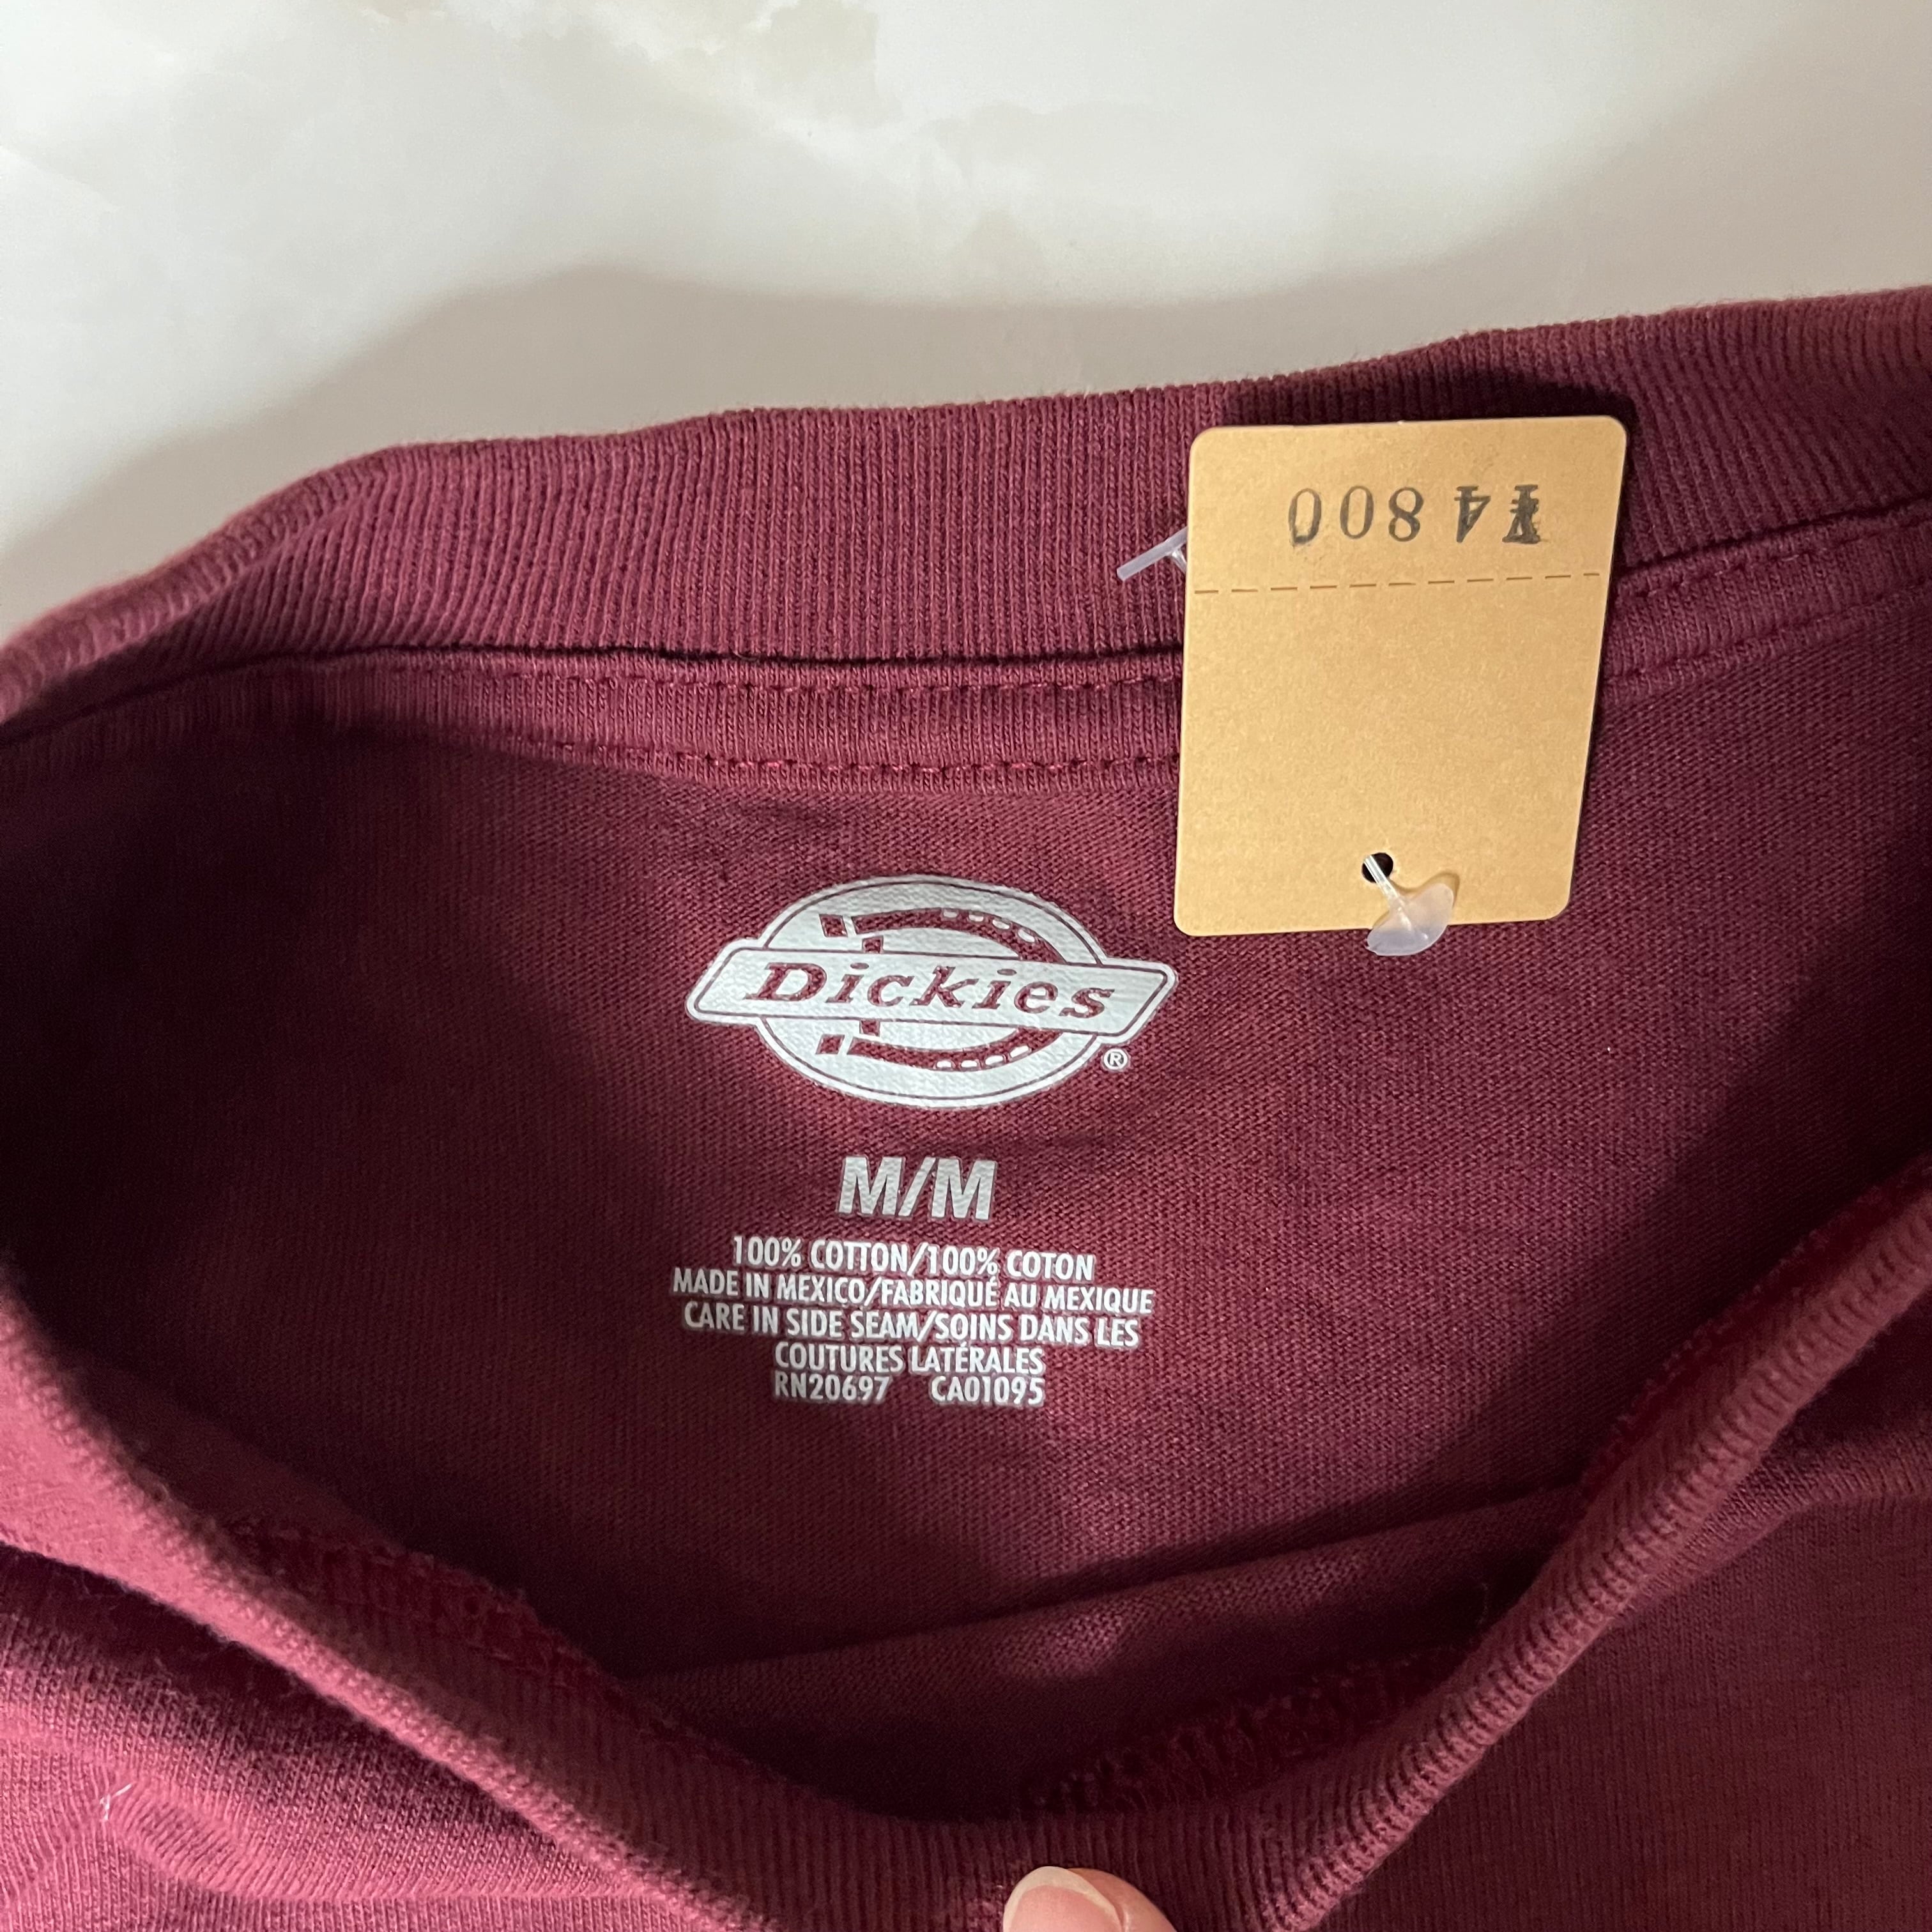 ¥4800
Dickies
®
M/M
100% COTTON/100% COTON
MADE IN MEXICO/FABRIQUÉ AU MEXIQUE
CARE IN SIDE SEAM/SOINS DANS LES
COUTURES LATÉRALES
RN20697 CA01095